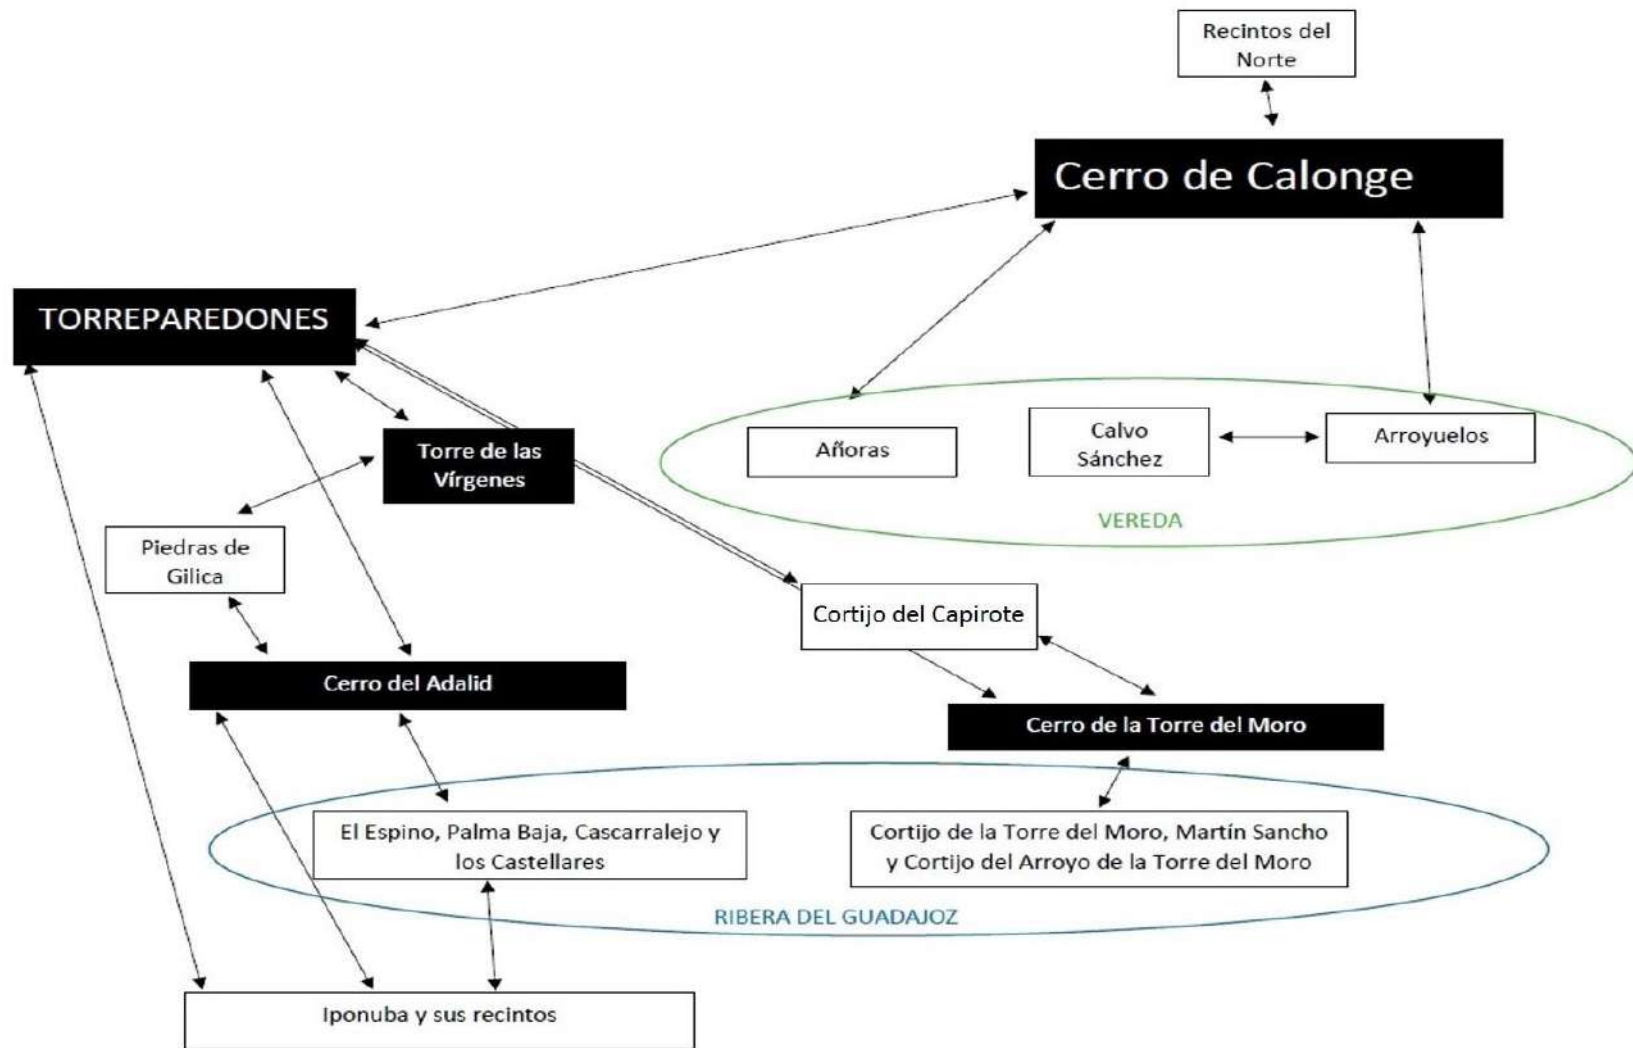 Recintos del
Norte
Cerro de Calonge
TORREPAREDONES
Torre de las
Vírgenes
Añoras
Calvo
Sánchez
Arroyuelos
VEREDA
Piedras de
Gilica
Cortijo del Capirote
Cerro del Adalid
Cerro de la Torre del Moro
El Espino, Palma Baja, Cascarralejo y
los Castellares
Cortijo de la Torre del Moro, Martín Sancho
y Cortijo del Arroyo de la Torre del Moro
RIBERA DEL GUADAJOZ
Iponuba y sus recintos